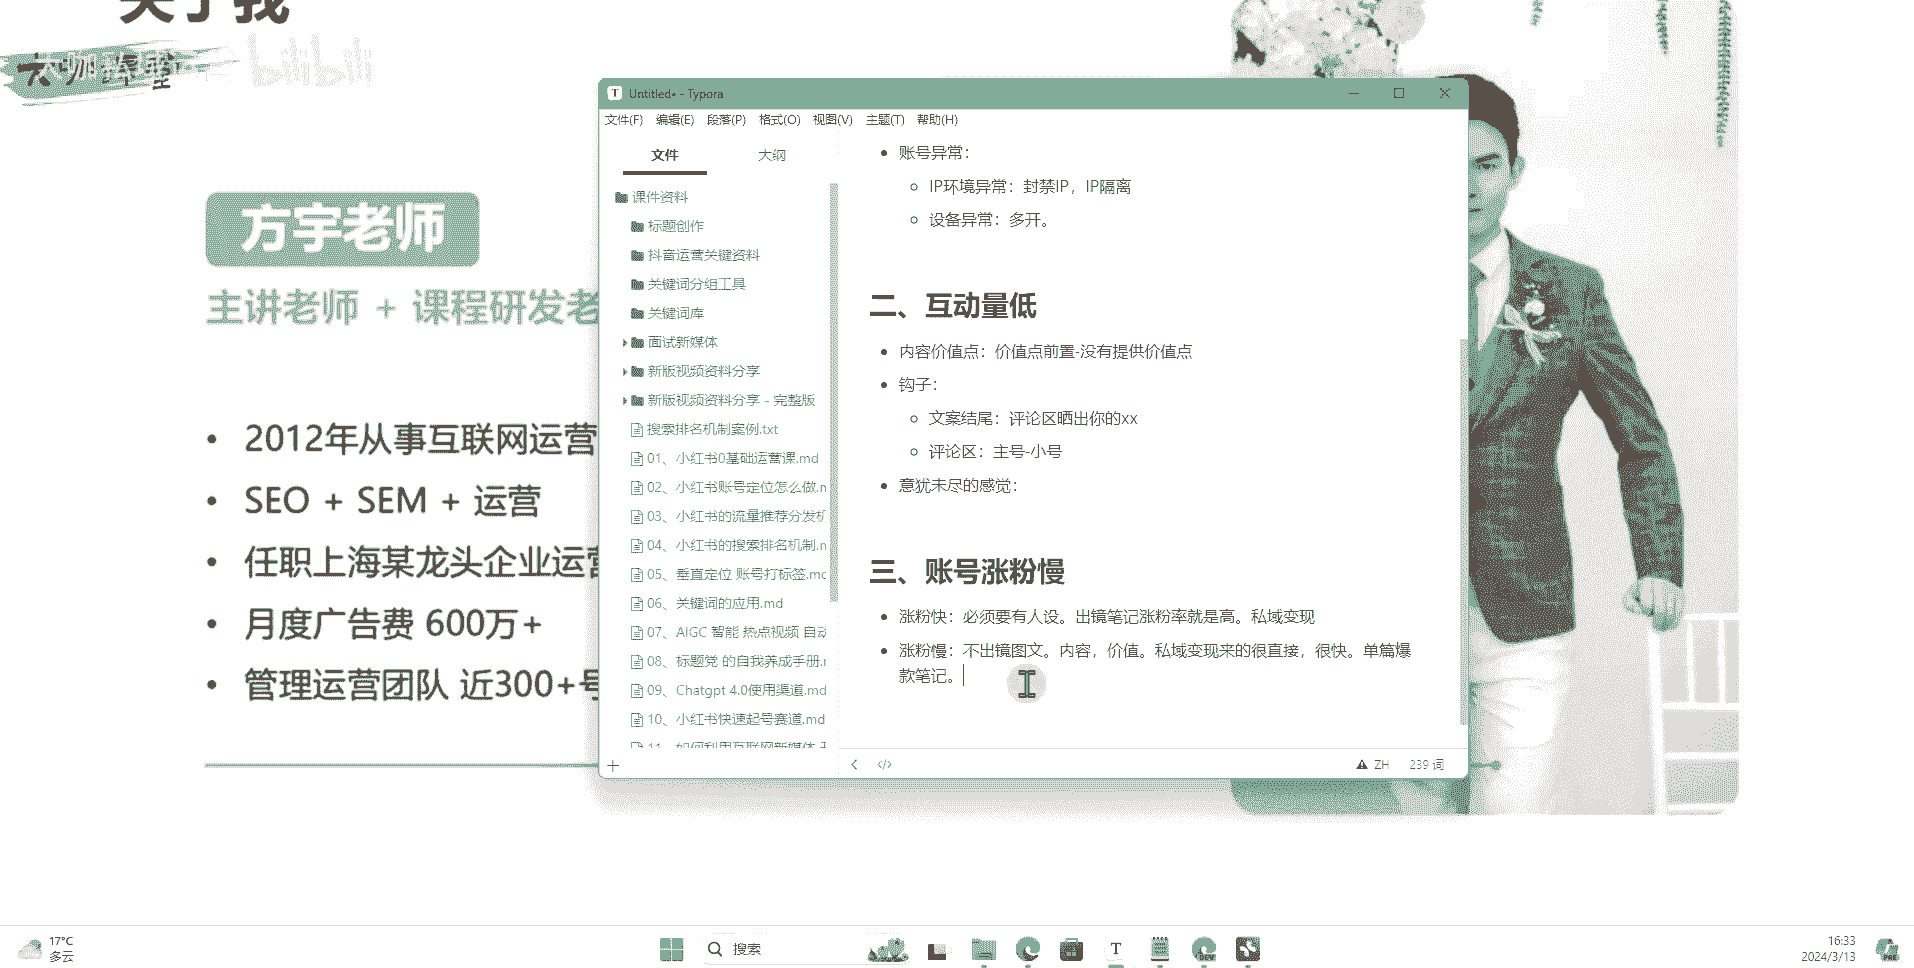 关于我
大咖
bilibili
方宇老师
主讲老师 + 课程研发老
2012年从事互联网运营
SEO + SEM + 运营
任职上海某龙头企业运营
月度广告费 600万+
管理运营团队 近300+号
Untitled• - Typora
文件(F) 编辑(E) 段落(P) 格式(O) 视图(V) 主题(T) 帮助(H)
文件 大纲
课件资料
标题创作
抖音运营关键资料
关键词分组工具
关键词库
面试新媒体
新版视频资料分享
新版视频资料分享 - 完整版
搜索排名机制案例.txt
01、小红书0基础运营课.md
02、小红书账号定位怎么做.m
03、小红书的流量推荐分发机
04、小红书的搜索排名机制.m
05、垂直定位 账号打标签.md
06、关键词的应用.md
07、AIGC 智能 热点视频 自动
08、标题党 的自我养成手册.m
09、Chatgpt 4.0使用渠道.md
10、小红书快速起号赛道.md
11、如何利用互联网新媒体
账号异常：
IP环境异常：封禁IP，IP隔离
设备异常：多开。
二、互动量低
内容价值点：价值点前置-没有提供价值点
钩子：
文案结尾：评论区晒出你的xx
评论区：主号-小号
意犹未尽的感觉：
三、账号涨粉慢
涨粉快：必须要有人设。出镜笔记涨粉率就是高。私域变现
涨粉慢：不出镜图文。内容，价值。私域变现来的很直接，很快。单篇爆
款笔记。
ZH 239 词
17°C
多云
搜索
16:33
2024/3/13